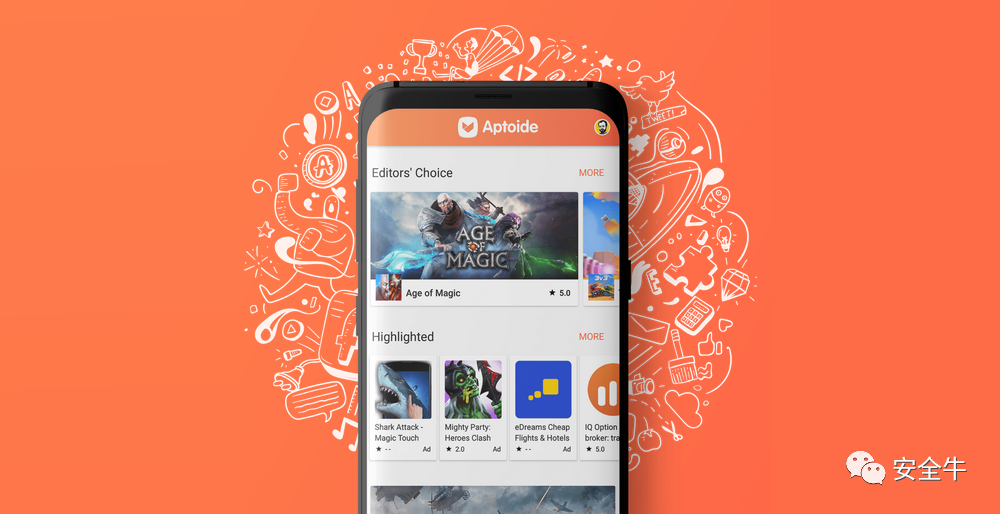 Aptoide
Editors' Choice
MORE
AGE
OF
MAGIC
Age of Magic
★ 5.0
Highlighted
MORE
Shark Attack -
Magic Touch
★ - -
Ad
Mighty Party:
Heroes Clash
★ 2.0
Ad
eDreams Cheap
Flights & Hotels
★ - -
Ad
IQ Option
broker: tra
★ 5.0
TWEET!
</>
A
A
安全牛